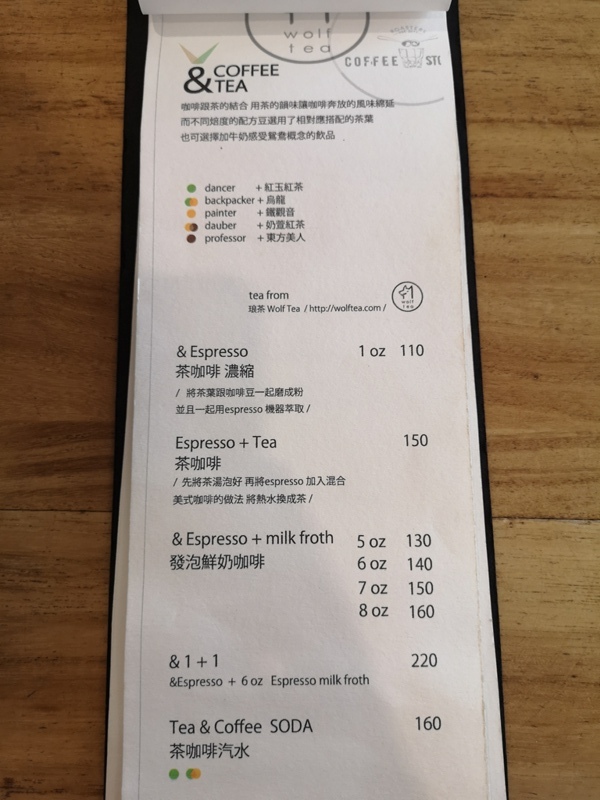 wolf
tea
COFFEE
& COFFEE
TEA
咖啡跟茶的結合 用茶的韻味讓咖啡奔放的風味綿延
而不同焙度的配方豆選用了相對應搭配的茶葉
也可選擇加牛奶感受鴛鴦概念的飲品
dancer + 紅玉紅茶
backpacker + 烏龍
painter + 鐵觀音
dauber + 奶萱紅茶
professor + 東方美人
tea from
琅茶 Wolf Tea / http://wolftea.com /
wolf
tea
& Espresso 1 oz 110
茶咖啡 濃縮
/ 將茶葉跟咖啡豆一起磨成粉
並且一起用espresso 機器萃取 /
Espresso + Tea 150
茶咖啡
/ 先將茶湯泡好 再將espresso 加入混合
美式咖啡的做法 將熱水換成茶 /
& Espresso + milk froth 5 oz 130
發泡鮮奶咖啡 6 oz 140
7 oz 150
8 oz 160
& 1 + 1 220
&Espresso + 6 oz Espresso milk froth
Tea & Coffee SODA 160
茶咖啡汽水